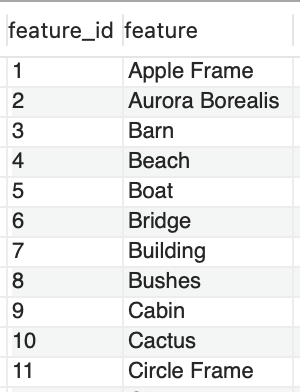 feature_id feature
1 Apple Frame
2 Aurora Borealis
3 Barn
4 Beach
5 Boat
6 Bridge
7 Building
8 Bushes
9 Cabin
10 Cactus
11 Circle Frame